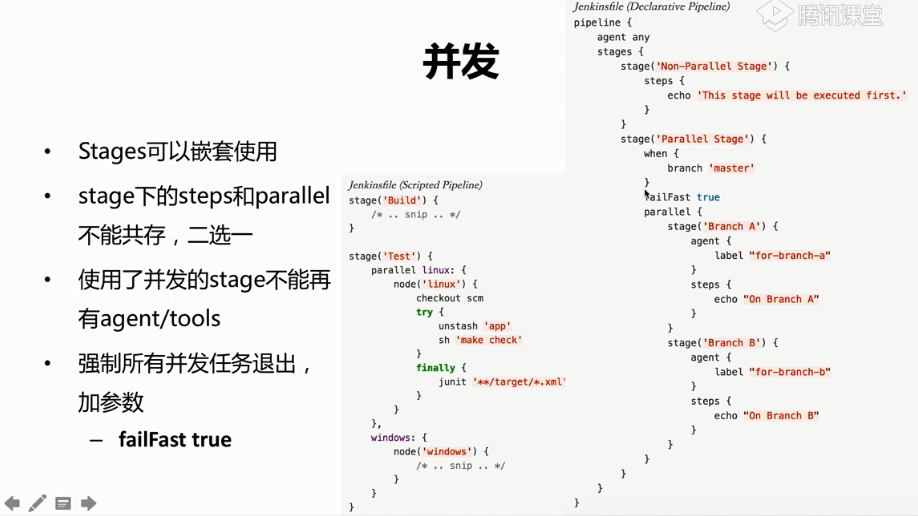 并发
• Stages可以嵌套使用
• stage下的steps和parallel
不能共存，二选一
• 使用了并发的stage不能再
有agent/tools
• 强制所有并发任务退出，
加参数
– failFast true
Jenkinsfile (Scripted Pipeline)
stage('Build') {
/* .. snip .. */
}
stage('Test') {
parallel linux: {
node('linux') {
checkout scm
try {
unstash 'app'
sh 'make check'
}
finally {
junit '**/target/*.xml'
}
}
},
windows: {
node('windows') {
/* .. snip .. */
}
}
}
Jenkinsfile (Declarative Pipeline)
pipeline {
agent any
stages {
stage('Non-Parallel Stage') {
steps {
echo 'This stage will be executed first.'
}
}
stage('Parallel Stage') {
when {
branch 'master'
}
failFast true
parallel {
stage('Branch A') {
agent {
label "for-branch-a"
}
steps {
echo "On Branch A"
}
}
stage('Branch B') {
agent {
label "for-branch-b"
}
steps {
echo "On Branch B"
}
}
}
}
}
}
腾讯课堂